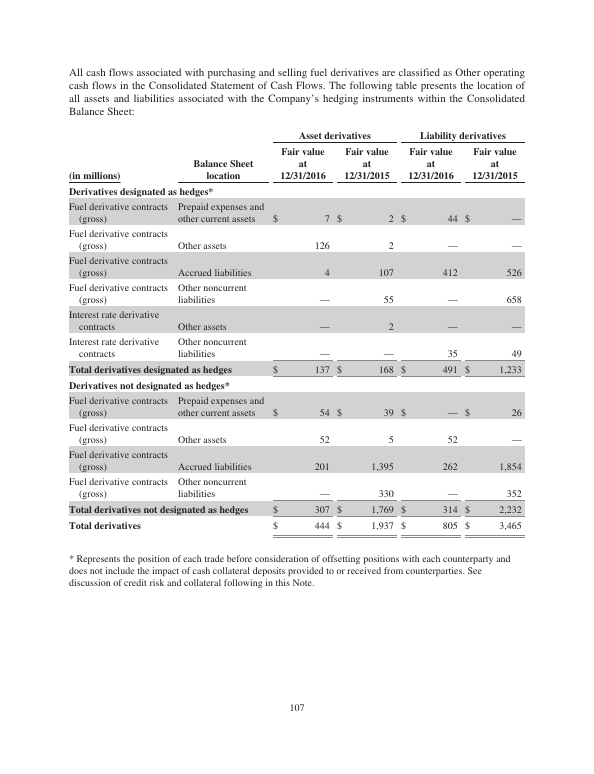 All cash flows associated with purchasing and selling fuel derivatives are classified as Other operating
cash flows in the Consolidated Statement of Cash Flows. The following table presents the location of
all assets and liabilities associated with the Company's hedging instruments within the Consolidated
Balance Sheet:
Asset derivatives Liability derivatives
(in millions) Balance Sheet location Fair value at 12/31/2016 Fair value at 12/31/2015 Fair value at 12/31/2016 Fair value at 12/31/2015
Derivatives designated as hedges*
Fuel derivative contracts Prepaid expenses and
(gross) other current assets $ 7 $ 2 $ 44 $ —
Fuel derivative contracts
(gross) Other assets 126 2 — —
Fuel derivative contracts
(gross) Accrued liabilities 4 107 412 526
Fuel derivative contracts Other noncurrent
(gross) liabilities — 55 — 658
Interest rate derivative
contracts Other assets — 2 — —
Interest rate derivative Other noncurrent
contracts liabilities — — 35 49
Total derivatives designated as hedges $ 137 $ 168 $ 491 $ 1,233
Derivatives not designated as hedges*
Fuel derivative contracts Prepaid expenses and
(gross) other current assets $ 54 $ 39 $ — $ 26
Fuel derivative contracts
(gross) Other assets 52 5 52 —
Fuel derivative contracts
(gross) Accrued liabilities 201 1,395 262 1,854
Fuel derivative contracts Other noncurrent
(gross) liabilities — 330 — 352
Total derivatives not designated as hedges $ 307 $ 1,769 $ 314 $ 2,232
Total derivatives $ 444 $ 1,937 $ 805 $ 3,465
* Represents the position of each trade before consideration of offsetting positions with each counterparty and
does not include the impact of cash collateral deposits provided to or received from counterparties. See
discussion of credit risk and collateral following in this Note.
107